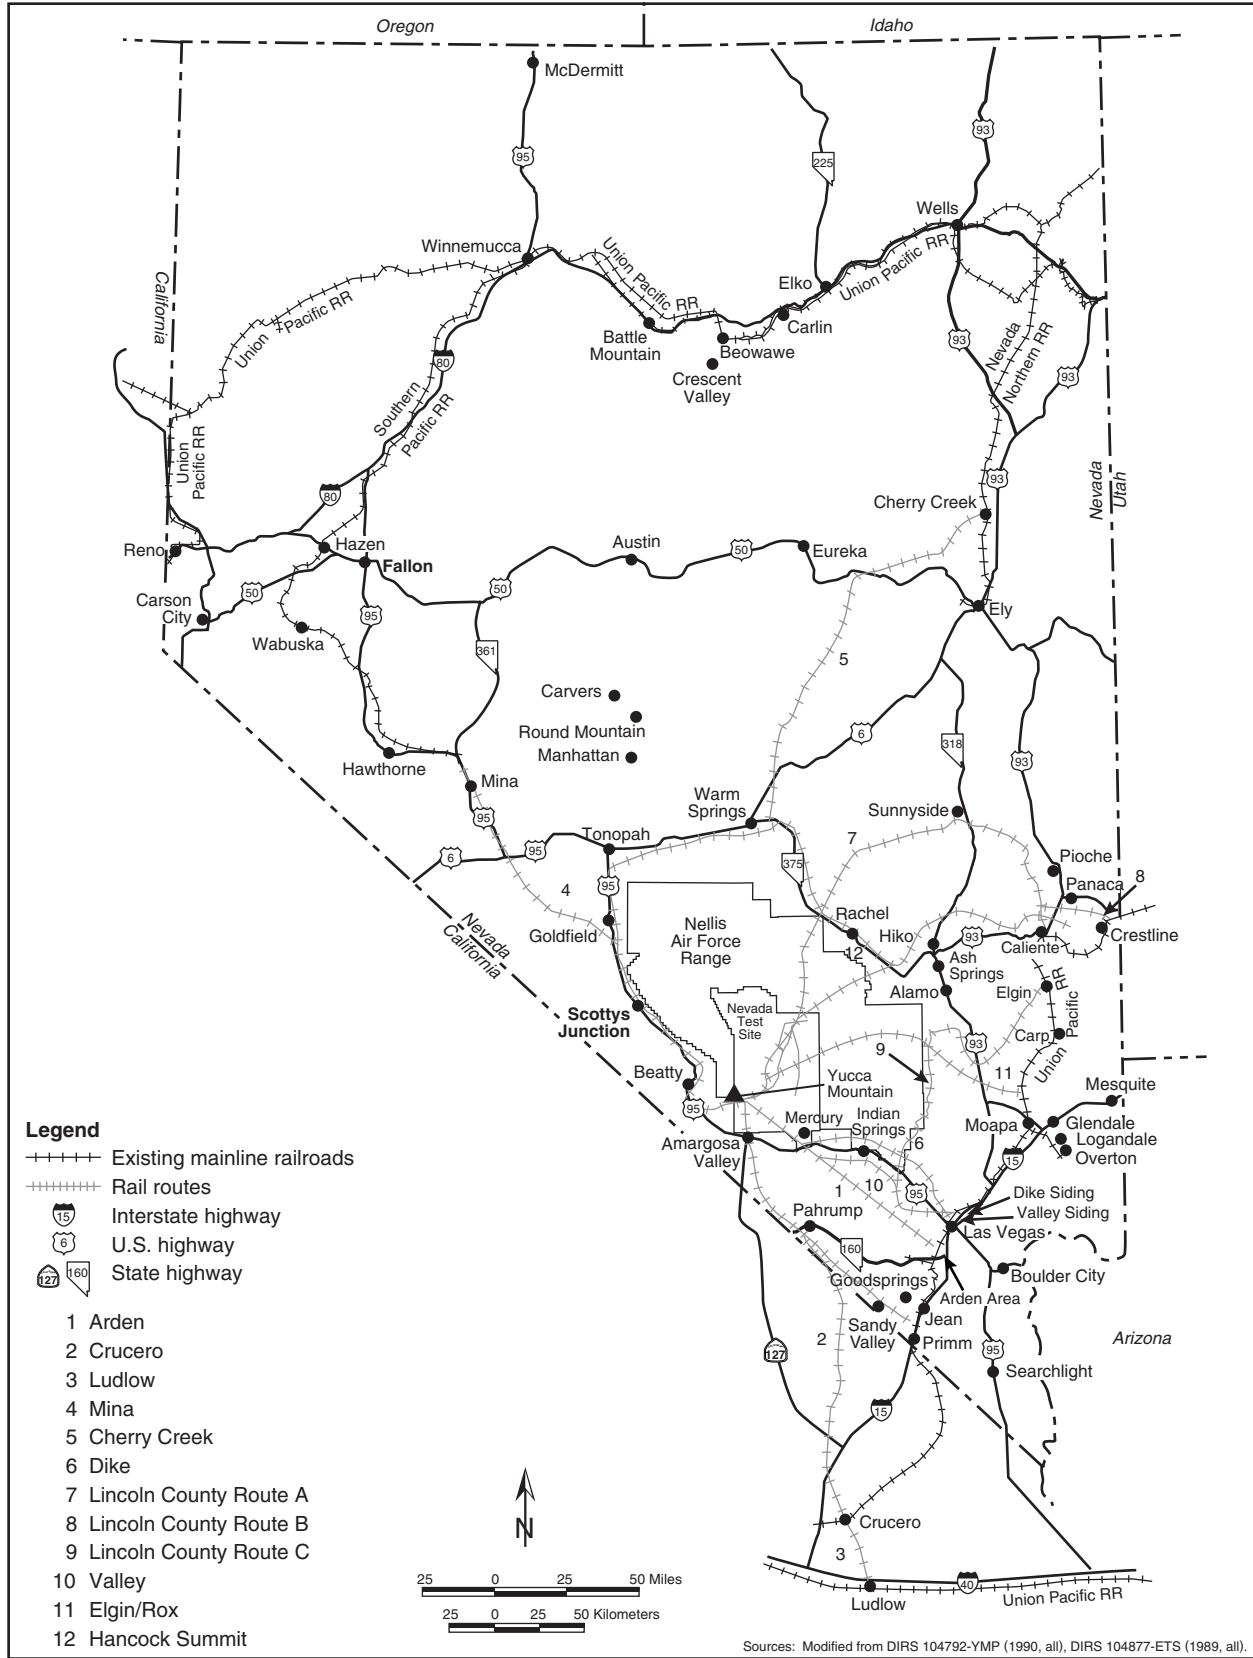 Oregon
Idaho
McDermitt
95
225
93
Wells
Winnemucca
Union Pacific RR
Union Pacific RR
Elko
Carlin
Battle
Mountain
Beowawe
Crescent
Valley
California
Union Pacific RR
Union
Pacific RR
80
Southern
Pacific RR
93
93
Nevada
Northern RR
Nevada
Utah
80
93
Cherry Creek
Reno
Hazen
Fallon
Austin
50
Eureka
Carson
City
50
95
50
Ely
Wabuska
361
5
Carvers
Round Mountain
Manhattan
6
318
93
Hawthorne
Mina
95
Warm
Springs
Sunnyside
6
95
Tonopah
95
375
7
Pioche
Panaca
8
4
Goldfield
Nellis
Air Force
Range
Rachel
12
Hiko
93
Caliente
Crestline
Nevada
California
Ash
Springs
Alamo
Elgin
Scottys
Junction
Nevada
Test
Site
9
93
Carp
Union Pacific RR
11
Beatty
95
Yucca
Mountain
Mesquite
Mercury
Indian
Springs
6
Moapa
Glendale
Logandale
Overton
Amargosa
Valley
15
1
10
95
Dike Siding
Valley Siding
Las Vegas
Pahrump
160
Goodsprings
Boulder City
Arden Area
Sandy
Valley
Jean
Primm
Arizona
2
127
95
Searchlight
15
Crucero
3
40
Ludlow
Union Pacific RR
Legend
Existing mainline railroads
Rail routes
15 Interstate highway
6 U.S. highway
127 160 State highway
1 Arden
2 Crucero
3 Ludlow
4 Mina
5 Cherry Creek
6 Dike
7 Lincoln County Route A
8 Lincoln County Route B
9 Lincoln County Route C
10 Valley
11 Elgin/Rox
12 Hancock Summit
N
25 0 25 50 Miles
25 0 25 50 Kilometers
Sources: Modified from DIRS 104792-YMP (1990, all), DIRS 104877-ETS (1989, all).